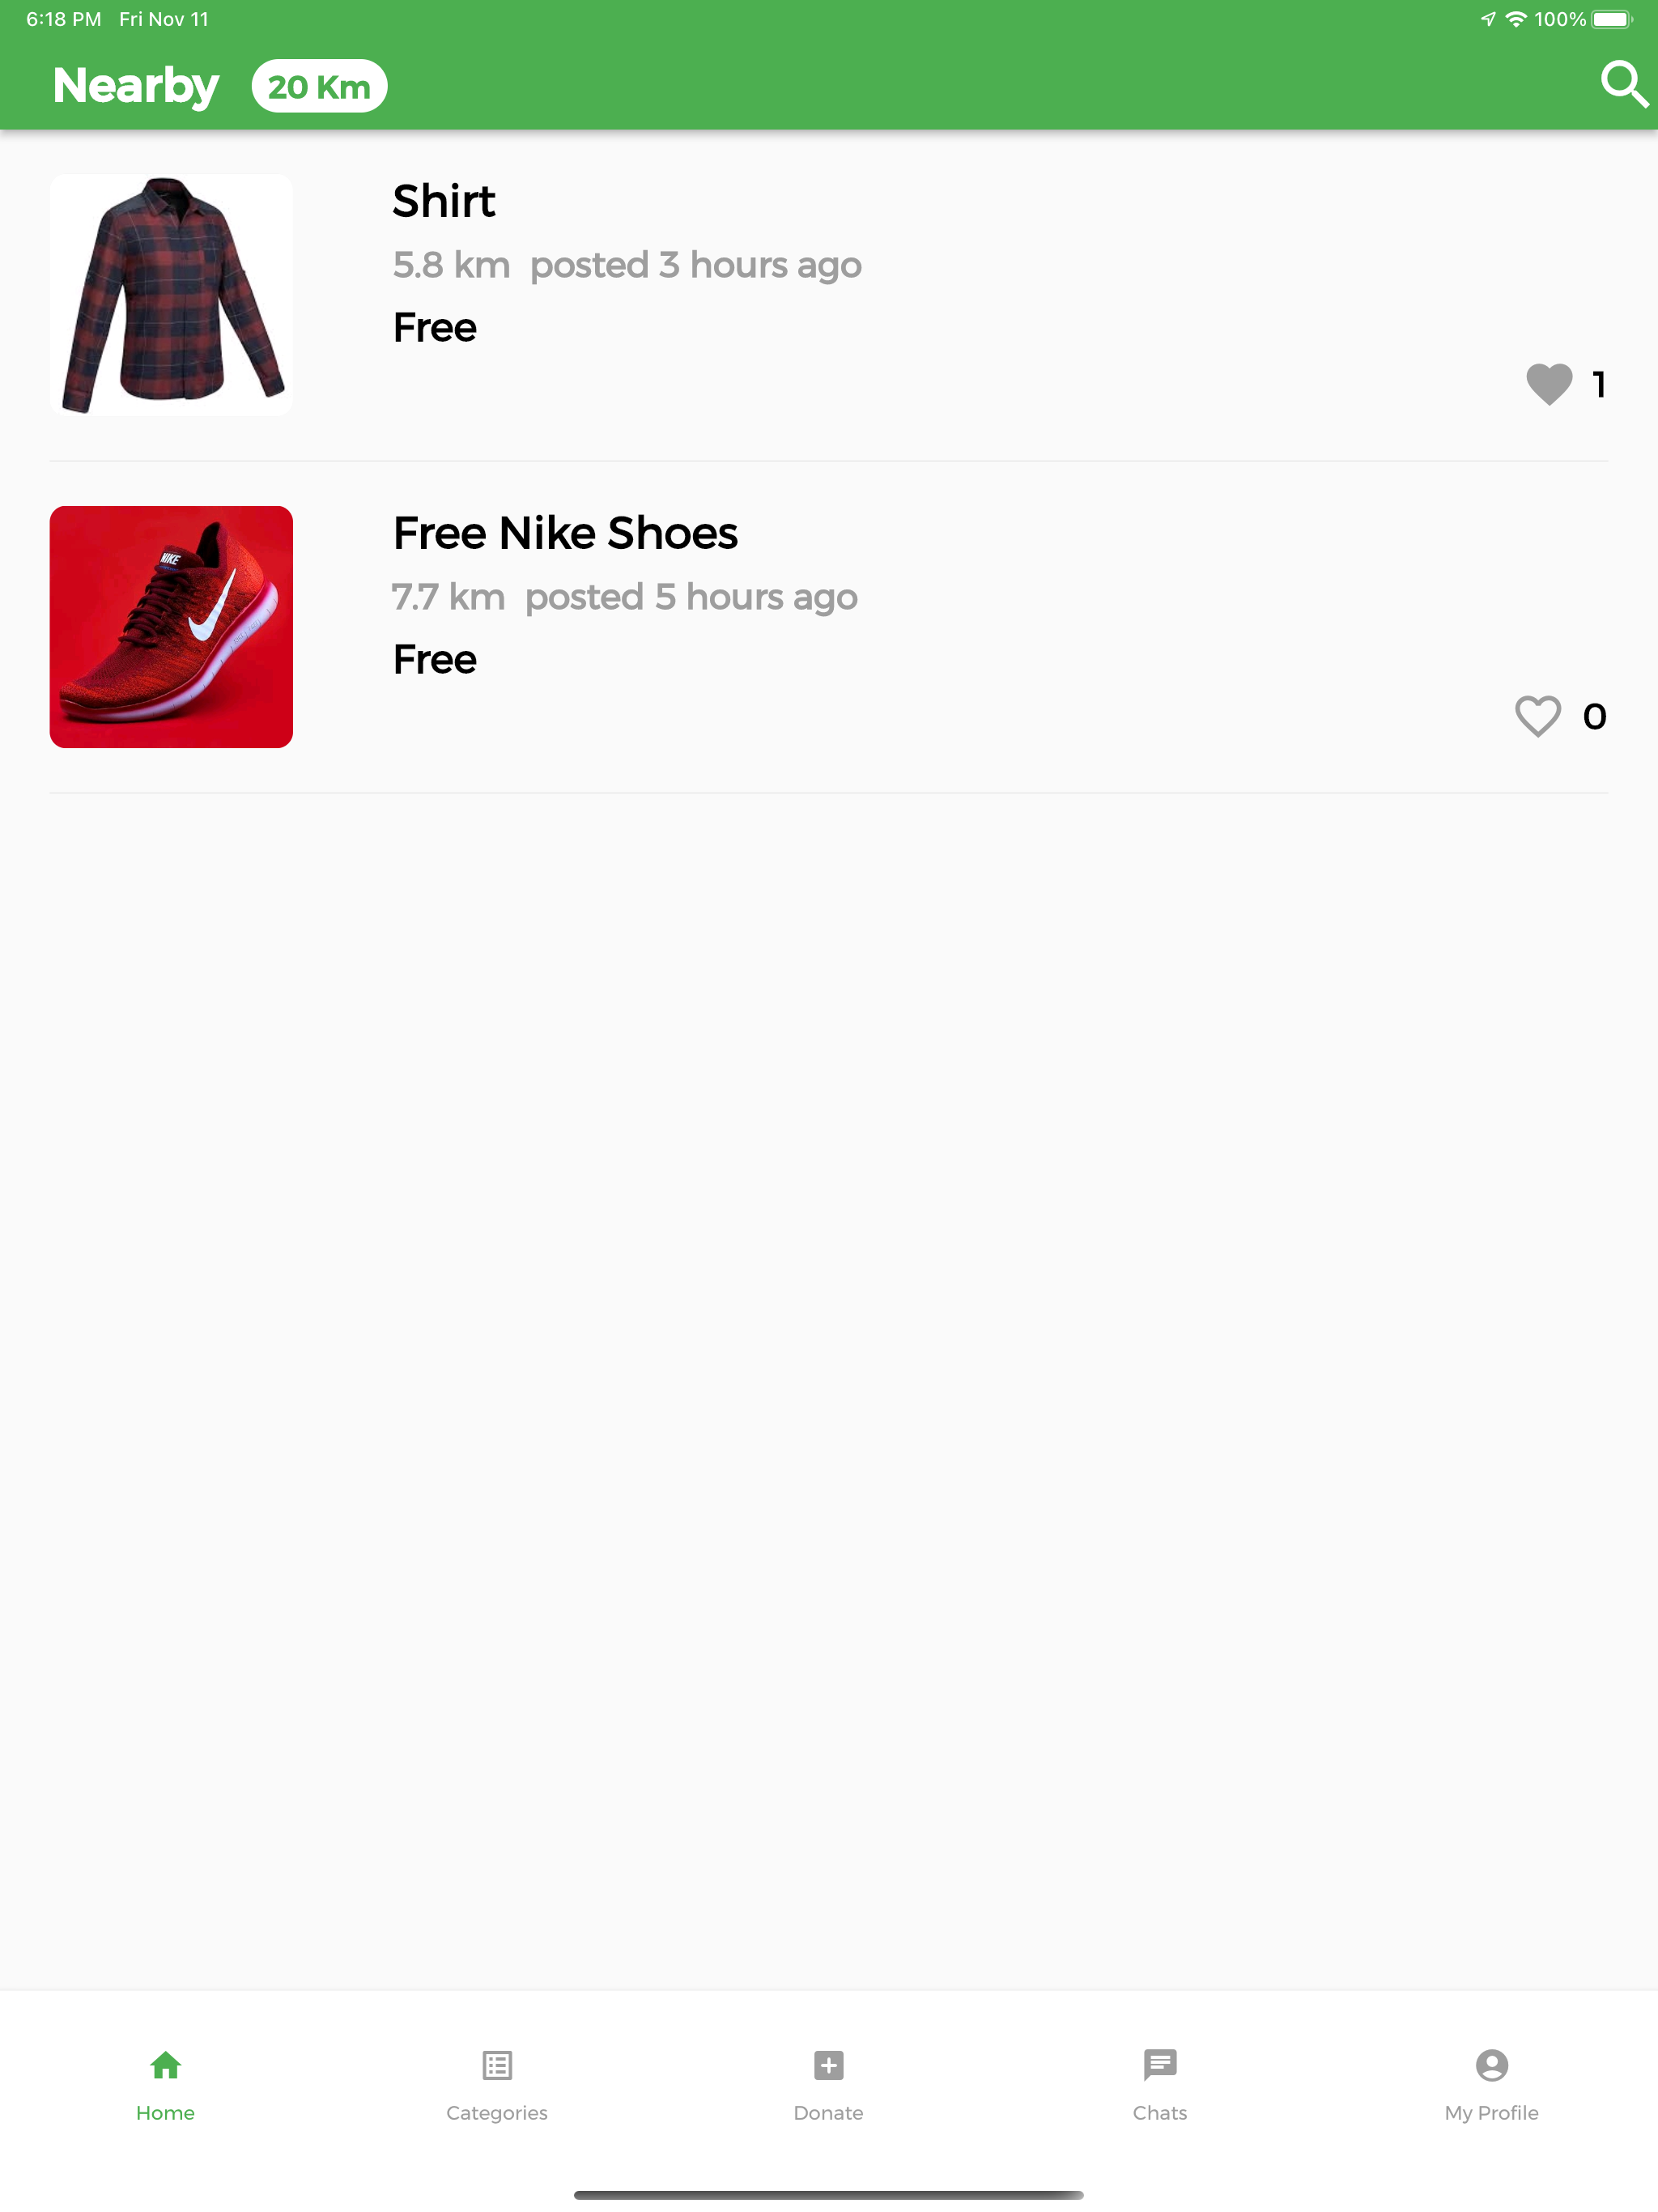 6:18 PM Fri Nov 11 100%
Nearby 20 Km
Shirt
5.8 km posted 3 hours ago
Free
1
NIKE
Free Nike Shoes
7.7 km posted 5 hours ago
Free
0
Home Categories Donate Chats My Profile